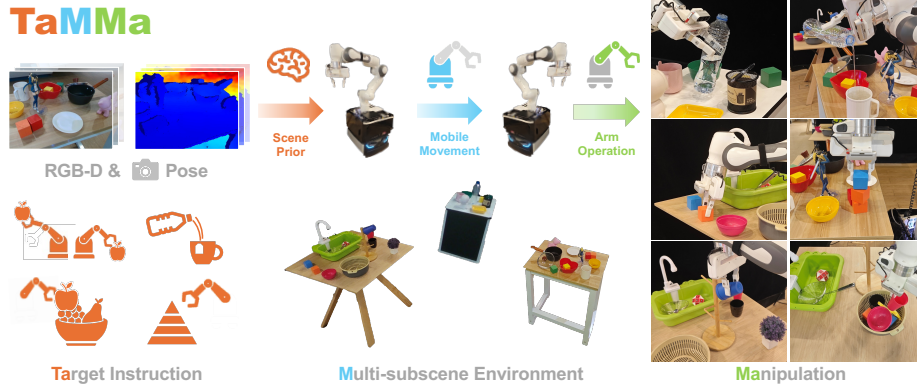 TaMMa
RGB-D & Pose
Scene
Prior
Mobile
Movement
Arm
Operation
Target Instruction
Multi-subscene Environment
Manipulation